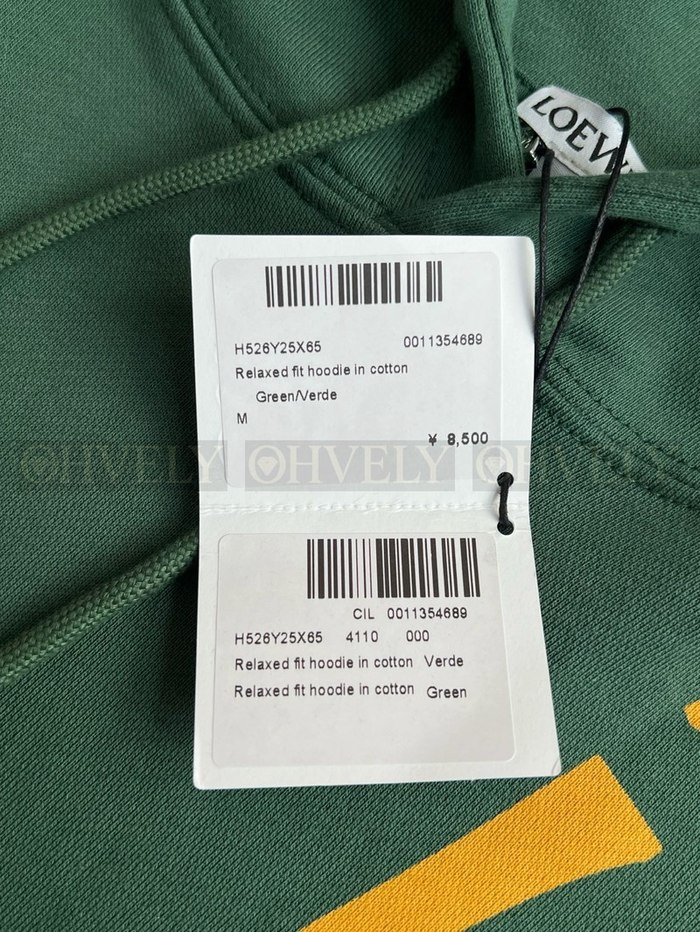 LOEW
H526Y25X65 0011354689
Relaxed fit hoodie in cotton
Green/Verde
M
¥ 8,500
OHVELY OHVELY OHVELY
CIL 0011354689
H526Y25X65 4110 000
Relaxed fit hoodie in cotton Verde
Relaxed fit hoodie in cotton Green